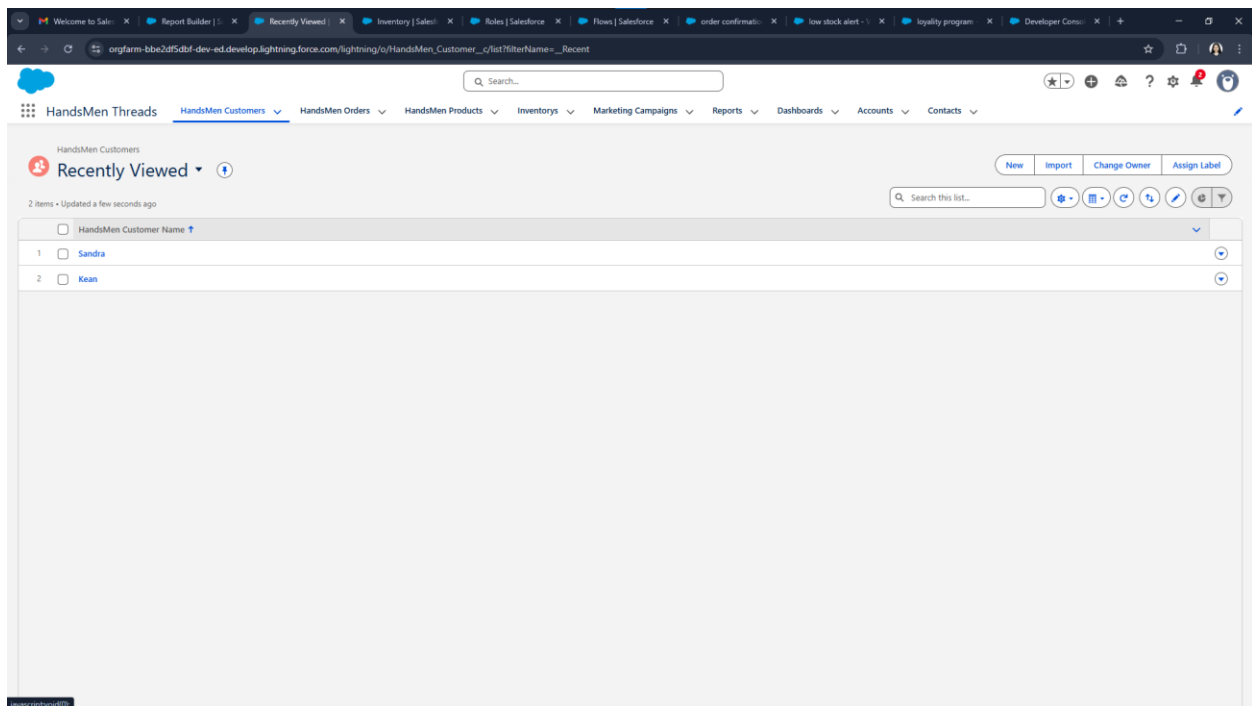 Welcome to Sales
Report Builder | S
Recently Viewed |
Inventory | Salesf
Roles | Salesforce
Flows | Salesforce
order confirmatio
low stock alert - V
loyality program -
Developer Conso
orgfarm-bbe2df5dbf-dev-ed.develop.lightning.force.com/lightning/o/HandsMen_Customer__c/list?filterName=__Recent
Search...
HandsMen Threads
HandsMen Customers
HandsMen Orders
HandsMen Products
Inventorys
Marketing Campaigns
Reports
Dashboards
Accounts
Contacts
HandsMen Customers
Recently Viewed
New
Import
Change Owner
Assign Label
2 items • Updated a few seconds ago
Search this list...
HandsMen Customer Name
1 Sandra
2 Kean